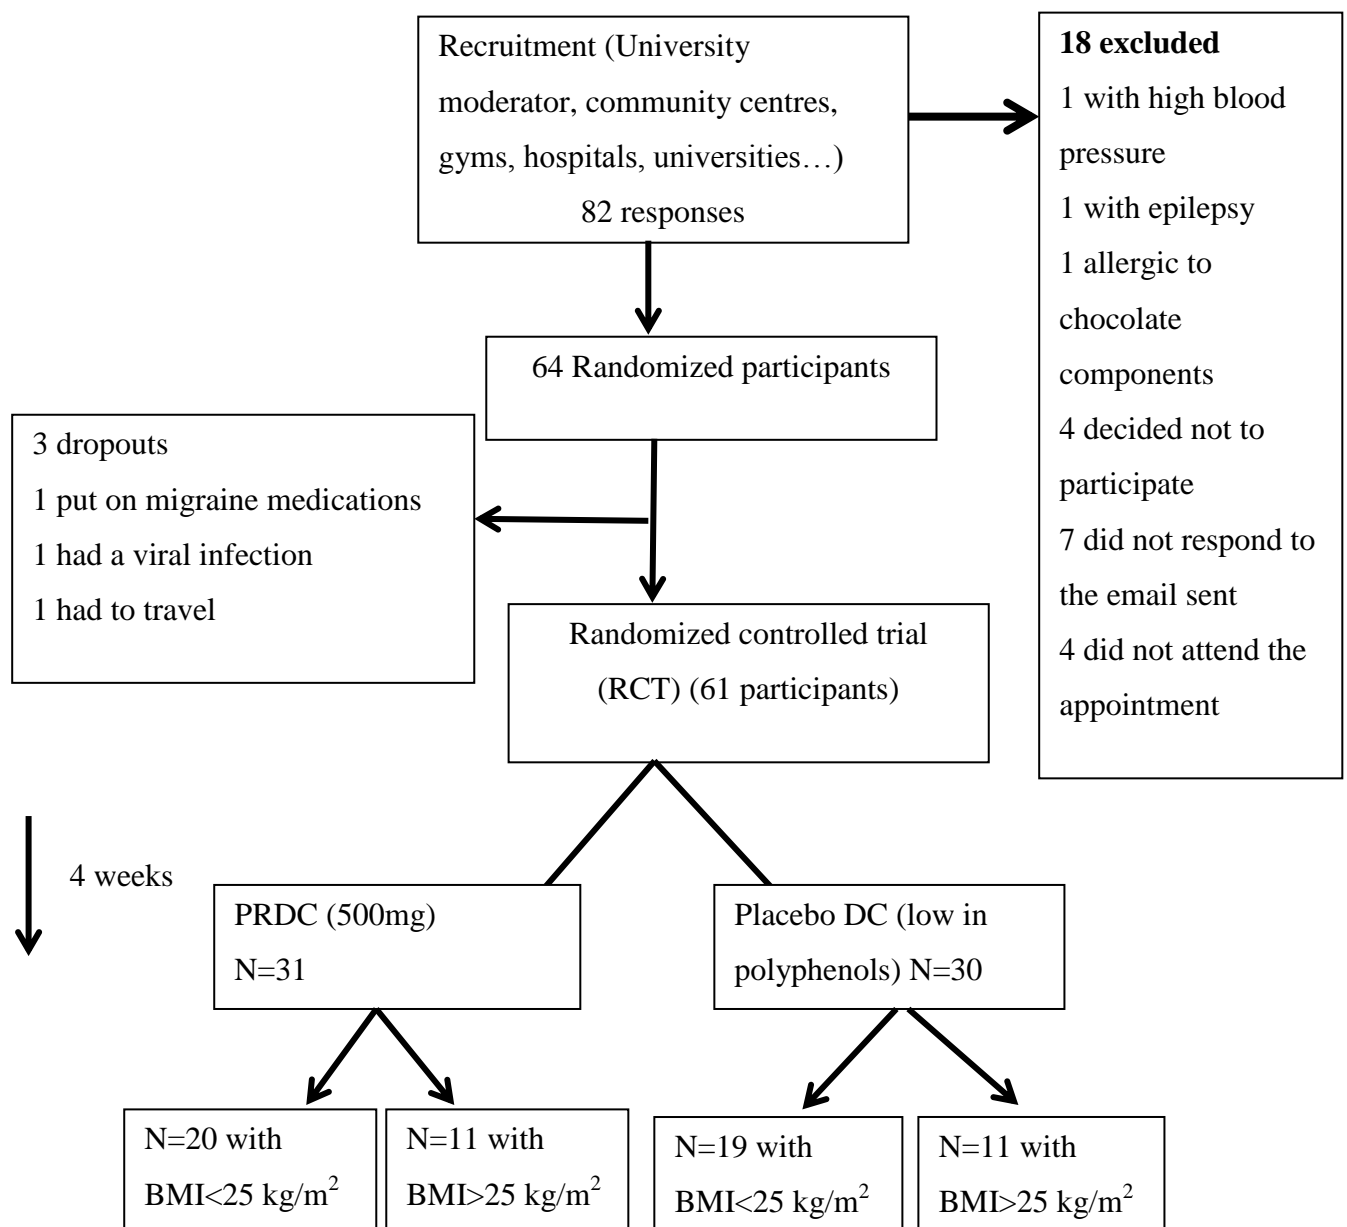 Recruitment (University
moderator, community centres,
gyms, hospitals, universities…)
82 responses
18 excluded
1 with high blood
pressure
1 with epilepsy
1 allergic to
chocolate
components
4 decided not to
participate
7 did not respond to
the email sent
4 did not attend the
appointment
64 Randomized participants
3 dropouts
1 put on migraine medications
1 had a viral infection
1 had to travel
Randomized controlled trial
(RCT) (61 participants)
4 weeks
PRDC (500mg)
N=31
Placebo DC (low in
polyphenols) N=30
N=20 with
BMI<25 kg/m²
N=11 with
BMI>25 kg/m²
N=19 with
BMI<25 kg/m²
N=11 with
BMI>25 kg/m²